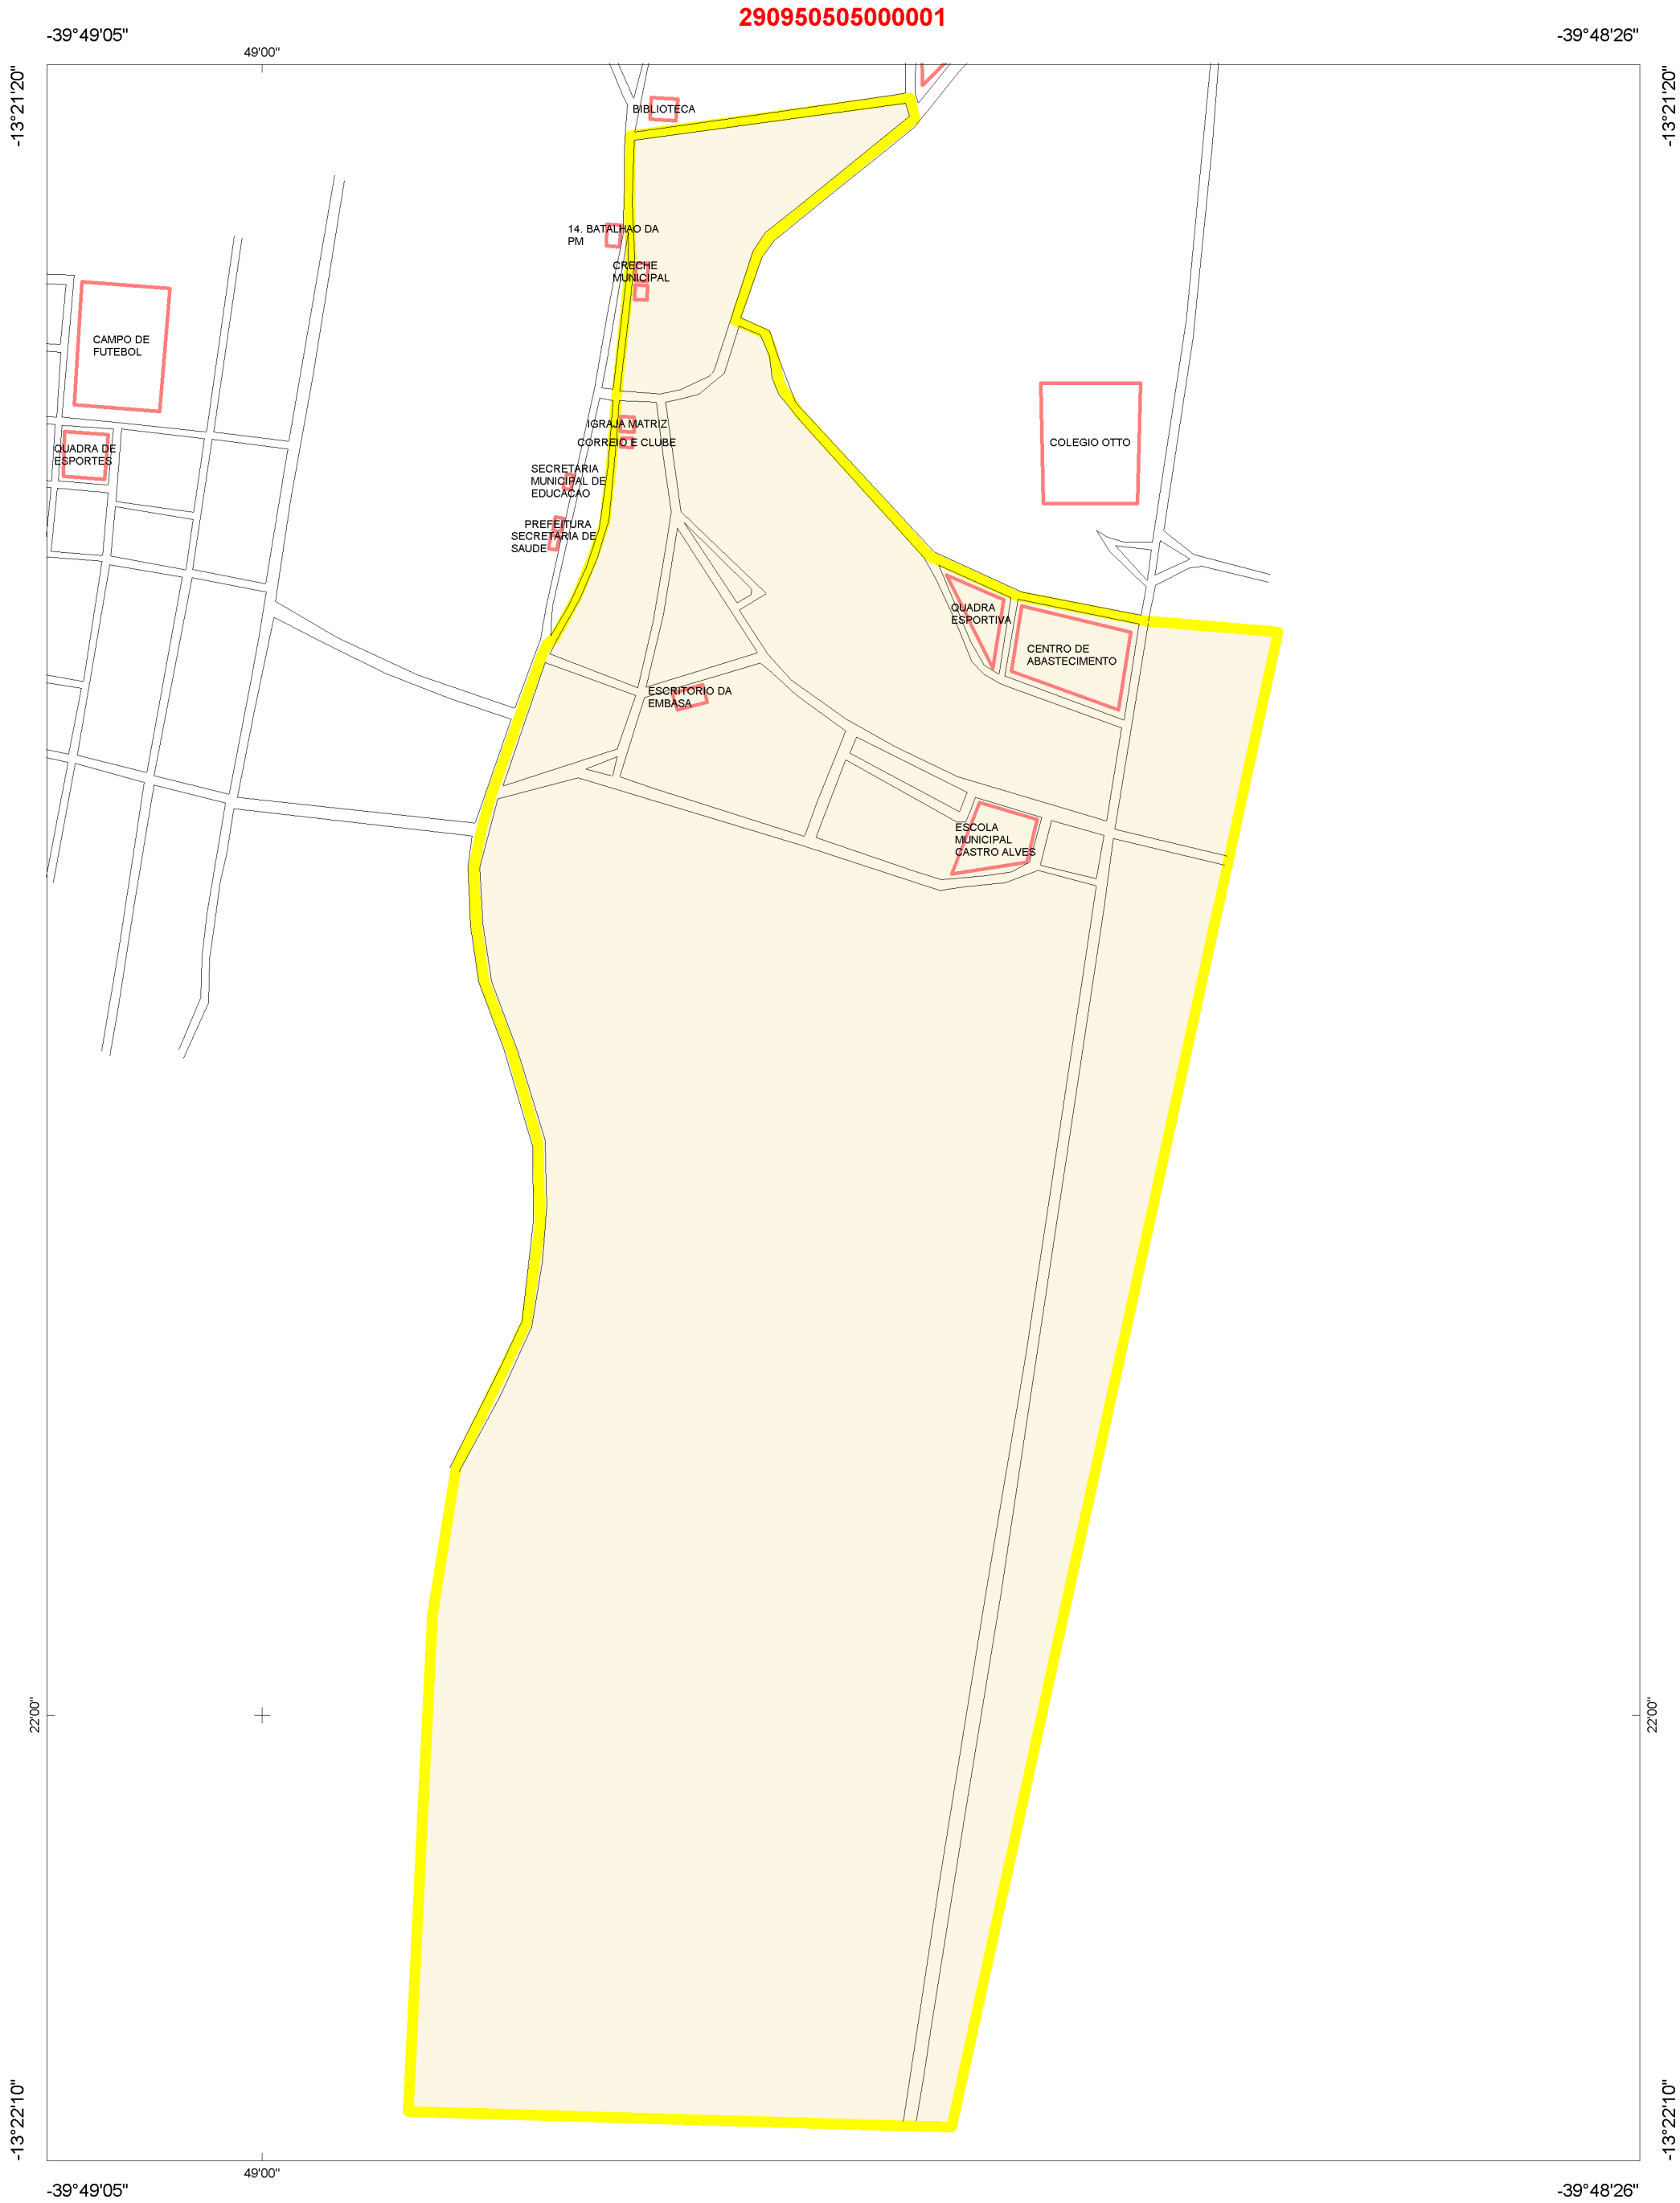 290950505000001
-39°49'05"
-39°48'26"
49'00"
-13°21'20"
-13°21'20"
BIBLIOTECA
14. BATALHAO DA
PM
CRECHE
MUNICIPAL
CAMPO DE
FUTEBOL
IGRAJA MATRIZ
CORREIO E CLUBE
COLEGIO OTTO
QUADRA DE
ESPORTES
SECRETARIA
MUNICIPAL DE
EDUCACAO
PREFEITURA
SECRETARIA DE
SAUDE
QUADRA
ESPORTIVA
CENTRO DE
ABASTECIMENTO
ESCRITORIO DA
EMBASA
ESCOLA
MUNICIPAL
CASTRO ALVES
22'00"
22'00"
-13°22'10"
-13°22'10"
49'00"
-39°49'05"
-39°48'26"